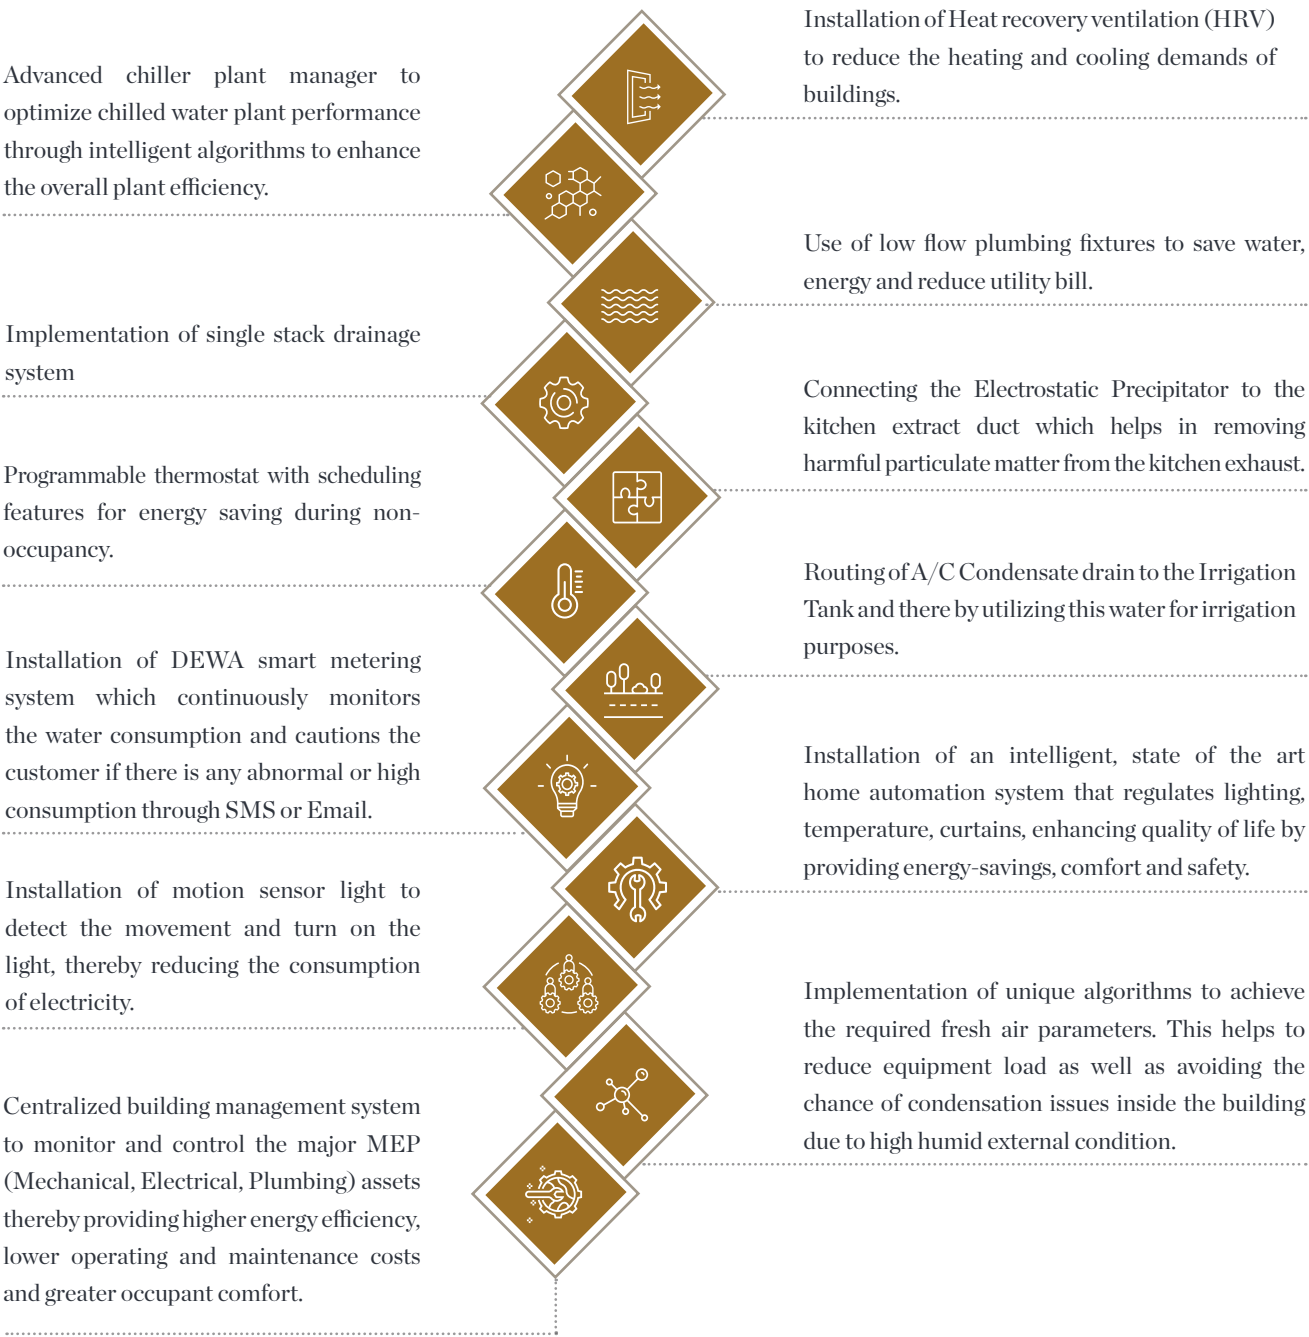 Installation of Heat recovery ventilation (HRV)
to reduce the heating and cooling demands of
buildings.
Advanced chiller plant manager to
optimize chilled water plant performance
through intelligent algorithms to enhance
the overall plant efficiency.
Use of low flow plumbing fixtures to save water,
energy and reduce utility bill.
Implementation of single stack drainage
system
Connecting the Electrostatic Precipitator to the
kitchen extract duct which helps in removing
harmful particulate matter from the kitchen exhaust.
Programmable thermostat with scheduling
features for energy saving during non-
occupancy.
Routing of A/C Condensate drain to the Irrigation
Tank and there by utilizing this water for irrigation
purposes.
Installation of DEWA smart metering
system which continuously monitors
the water consumption and cautions the
customer if there is any abnormal or high
consumption through SMS or Email.
Installation of an intelligent, state of the art
home automation system that regulates lighting,
temperature, curtains, enhancing quality of life by
providing energy-savings, comfort and safety.
Installation of motion sensor light to
detect the movement and turn on the
light, thereby reducing the consumption
of electricity.
Implementation of unique algorithms to achieve
the required fresh air parameters. This helps to
reduce equipment load as well as avoiding the
chance of condensation issues inside the building
due to high humid external condition.
Centralized building management system
to monitor and control the major MEP
(Mechanical, Electrical, Plumbing) assets
thereby providing higher energy efficiency,
lower operating and maintenance costs
and greater occupant comfort.